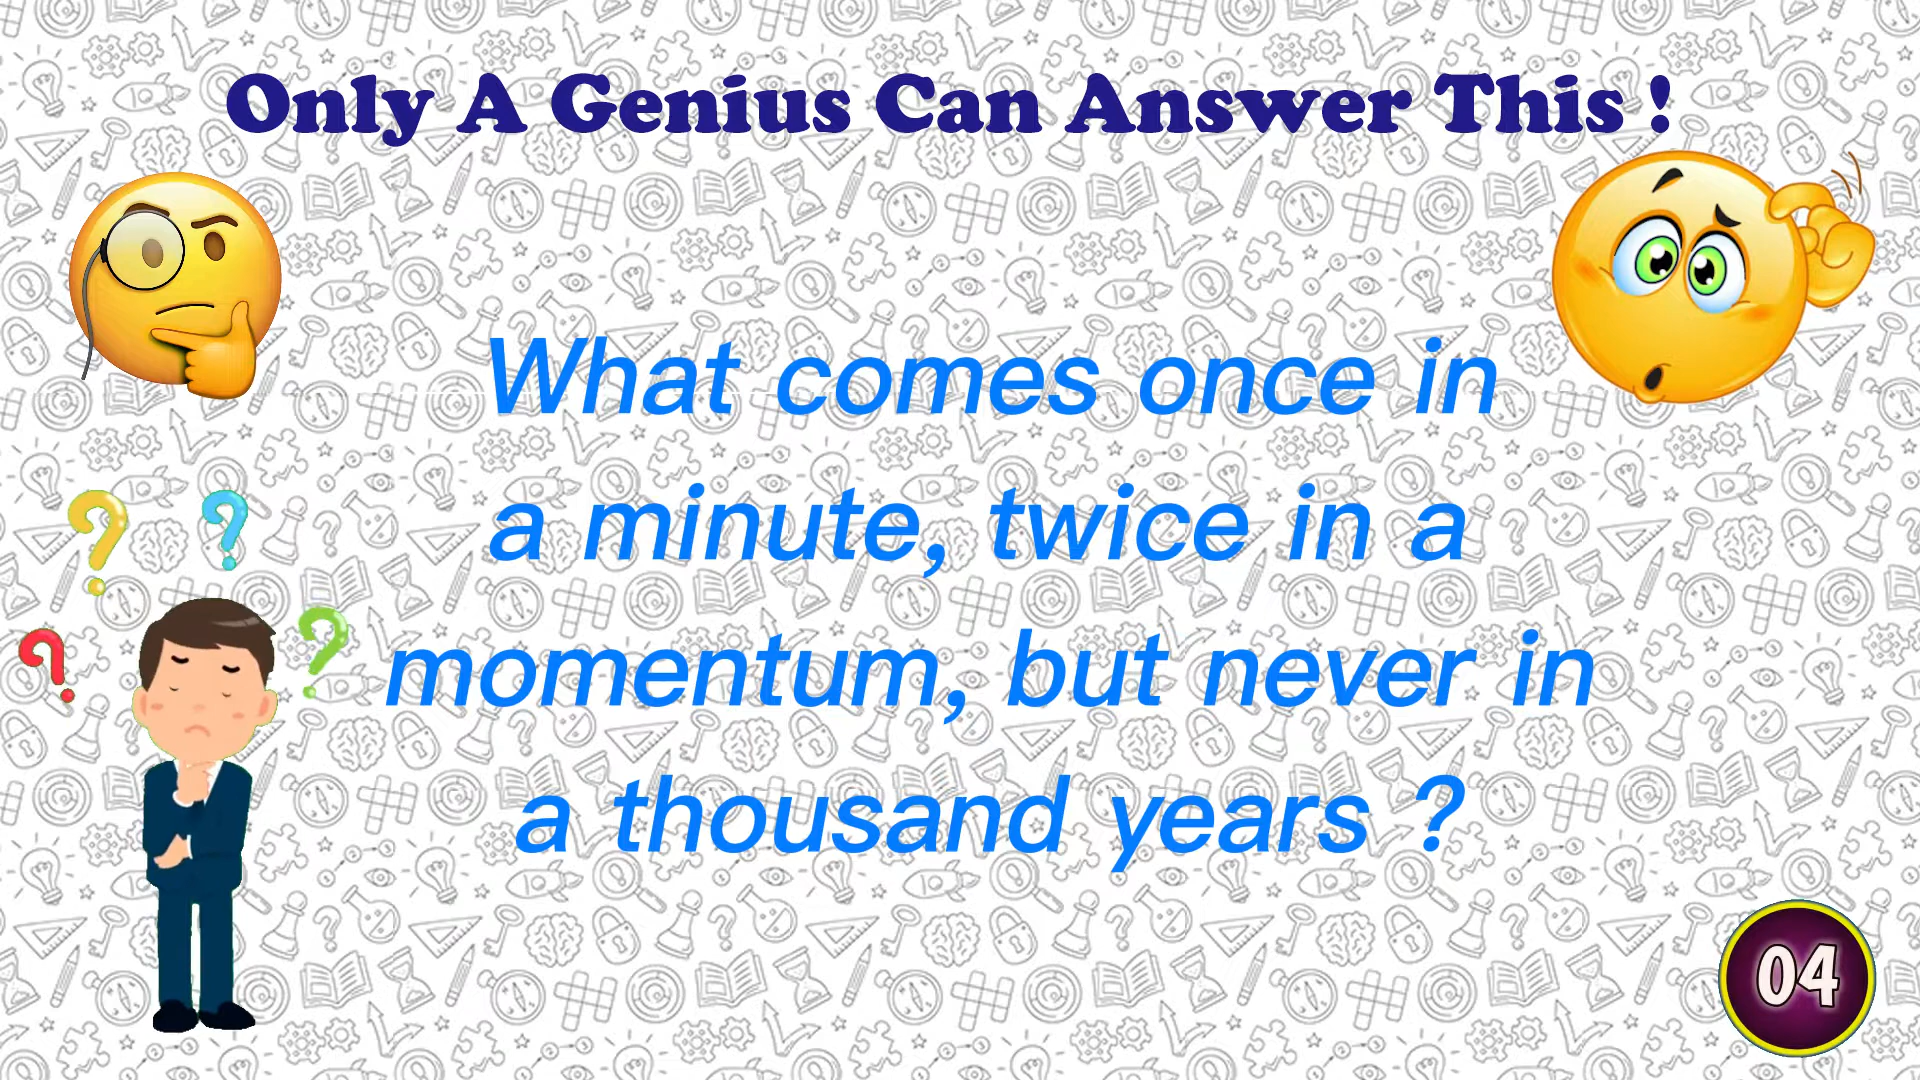 Only A Genius Can Answer This !
What comes once in
a minute, twice in a
momentum, but never in
a thousand years ?
04